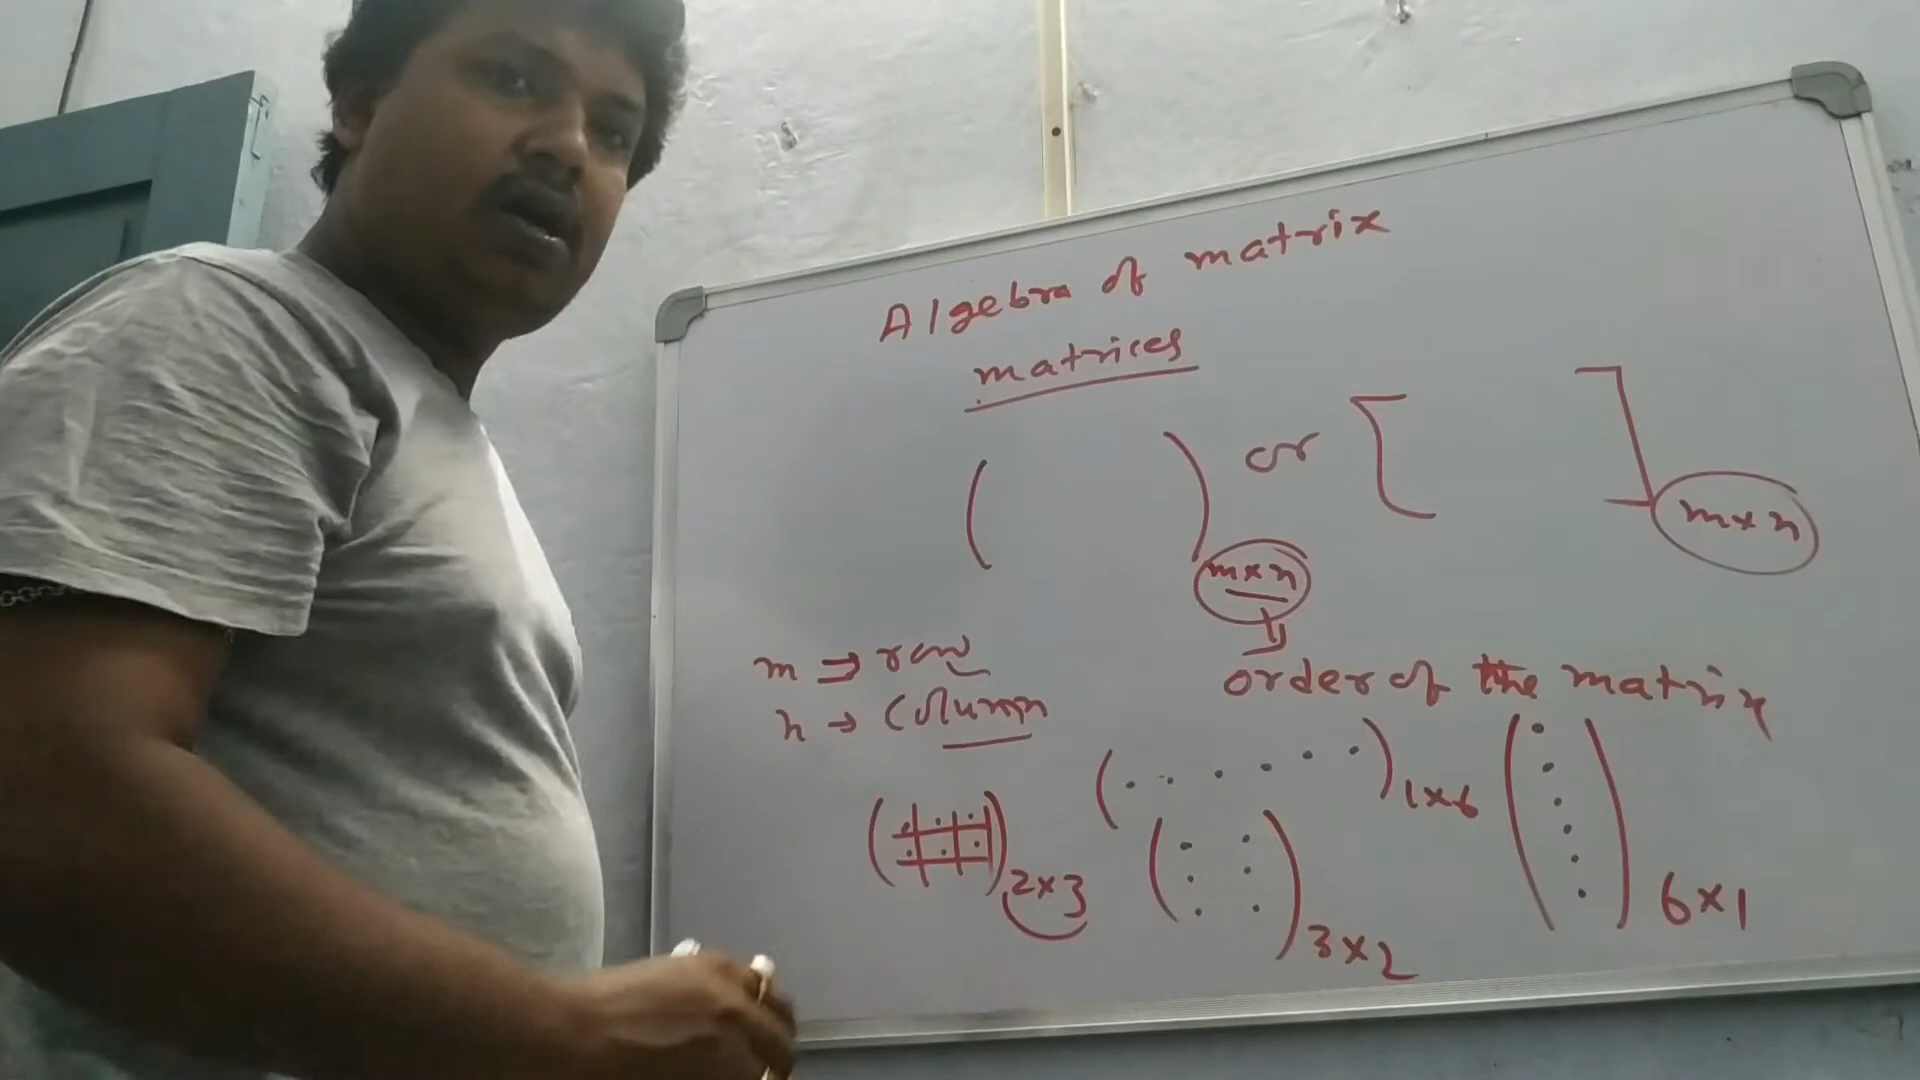 Algebra of matrix
matrices
( ) or [ ]
m×n m×n
m ⇒ row
n → column
order of the matrix
( . . . . . . ) 1×6
2×3
3×2
6×1